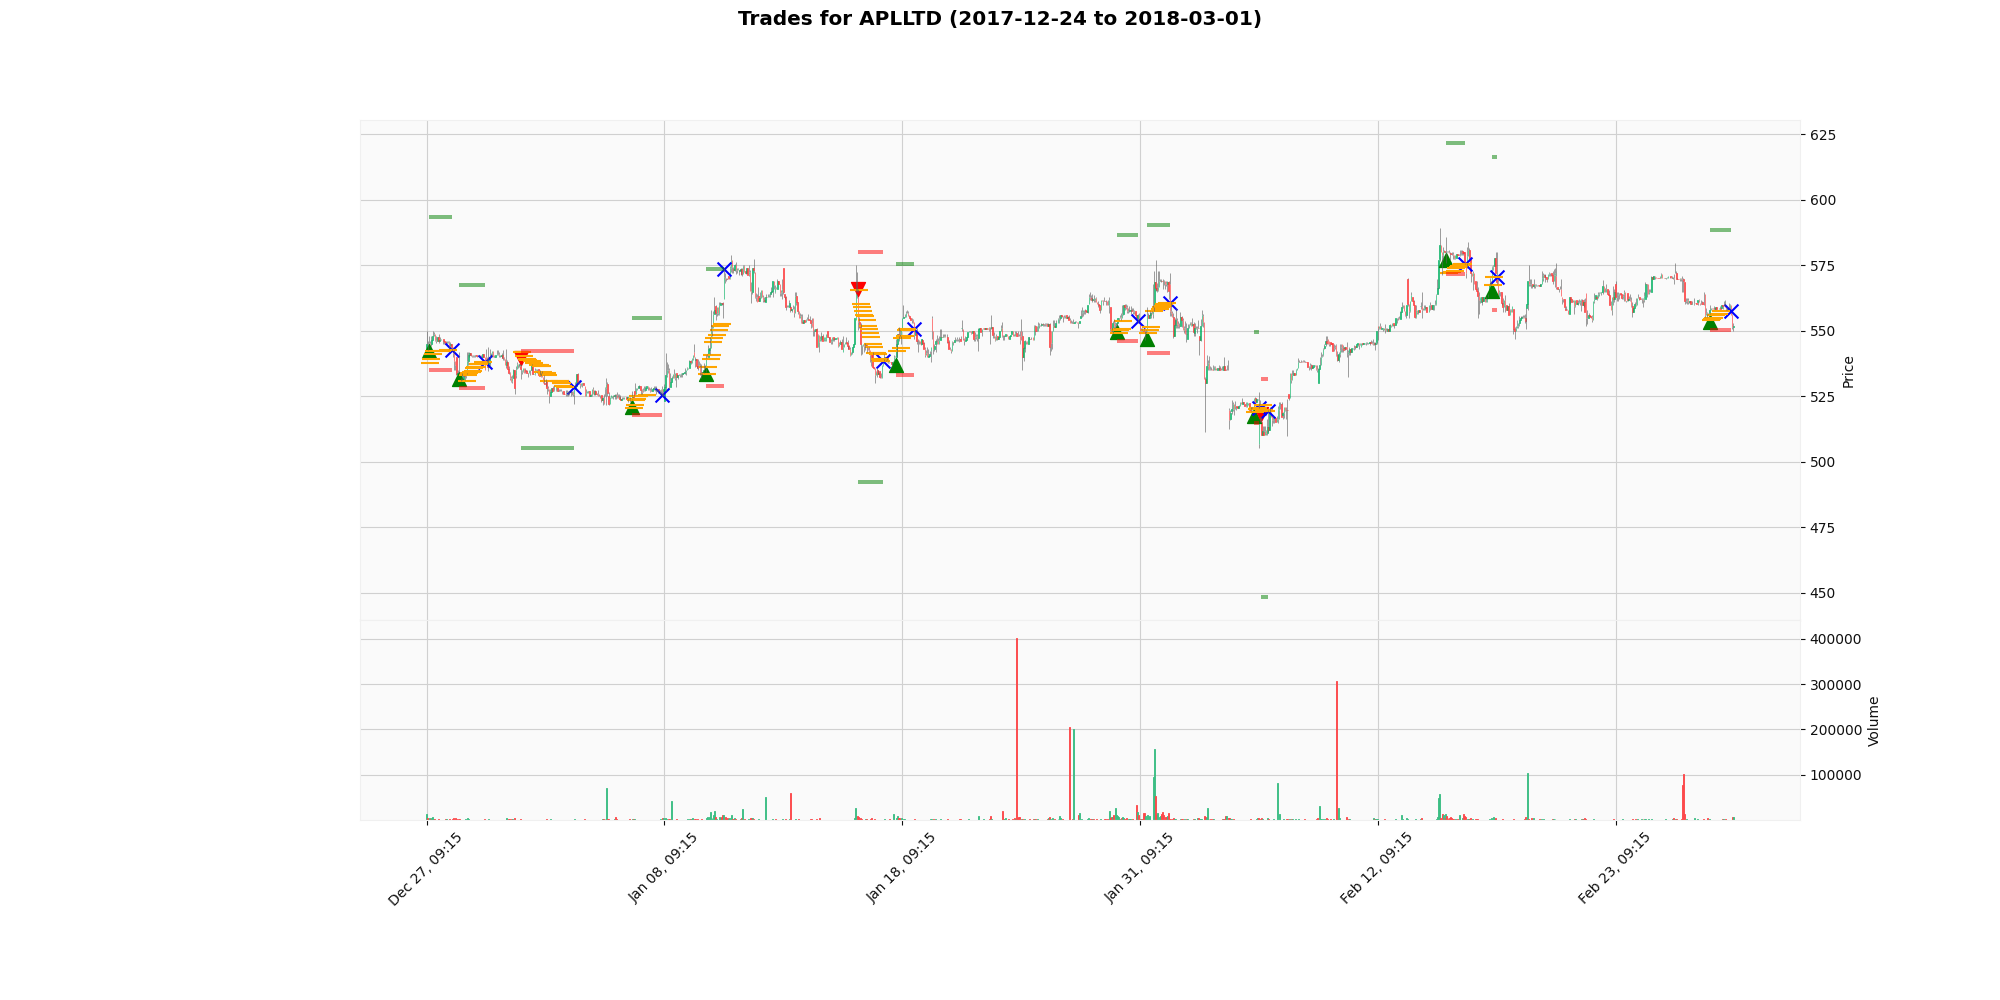 Trades for APLLTD (2017-12-24 to 2018-03-01)
625
600
575
550
525
500
475
450
Price
400000
300000
200000
100000
Volume
Dec 27, 09:15
Jan 08, 09:15
Jan 18, 09:15
Jan 31, 09:15
Feb 12, 09:15
Feb 23, 09:15